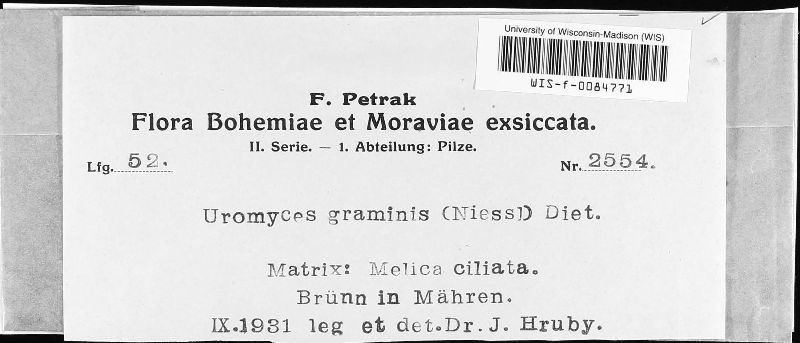 University of Wisconsin-Madison (WIS)
WIS-f-0084771
F. Petrak
Flora Bohemiae et Moraviae exsiccata.
II. Serie. — 1. Abteilung: Pilze.
Lfg. 52. Nr. 2554.
Uromyces graminis (Niessl) Diet.
Matrix: Melica ciliata.
Brünn in Mähren.
IX.1931 leg et det.Dr.J. Hruby.